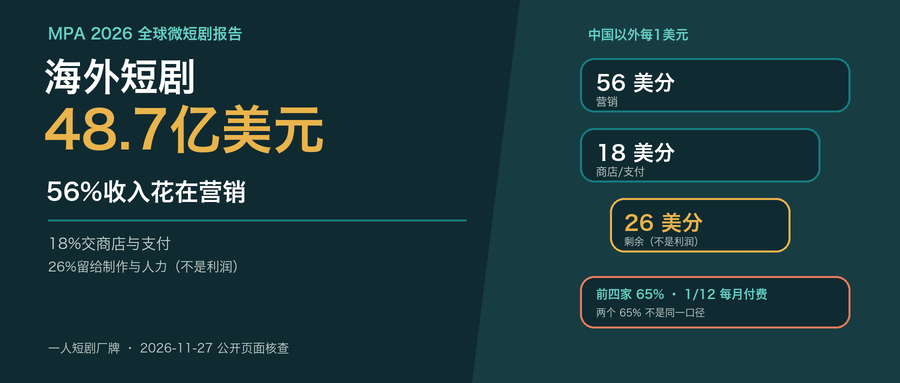 MPA 2026 全球微短剧报告
海外短剧
48.7亿美元
56%收入花在营销
18%交商店与支付
26%留给制作与人力（不是利润）
一人短剧厂牌 · 2026-11-27 公开页面核查
中国以外每1美元
56 美分
营销
18 美分
商店/支付
26 美分
剩余（不是利润）
前四家 65% · 1/12 每月付费
两个 65% 不是同一口径